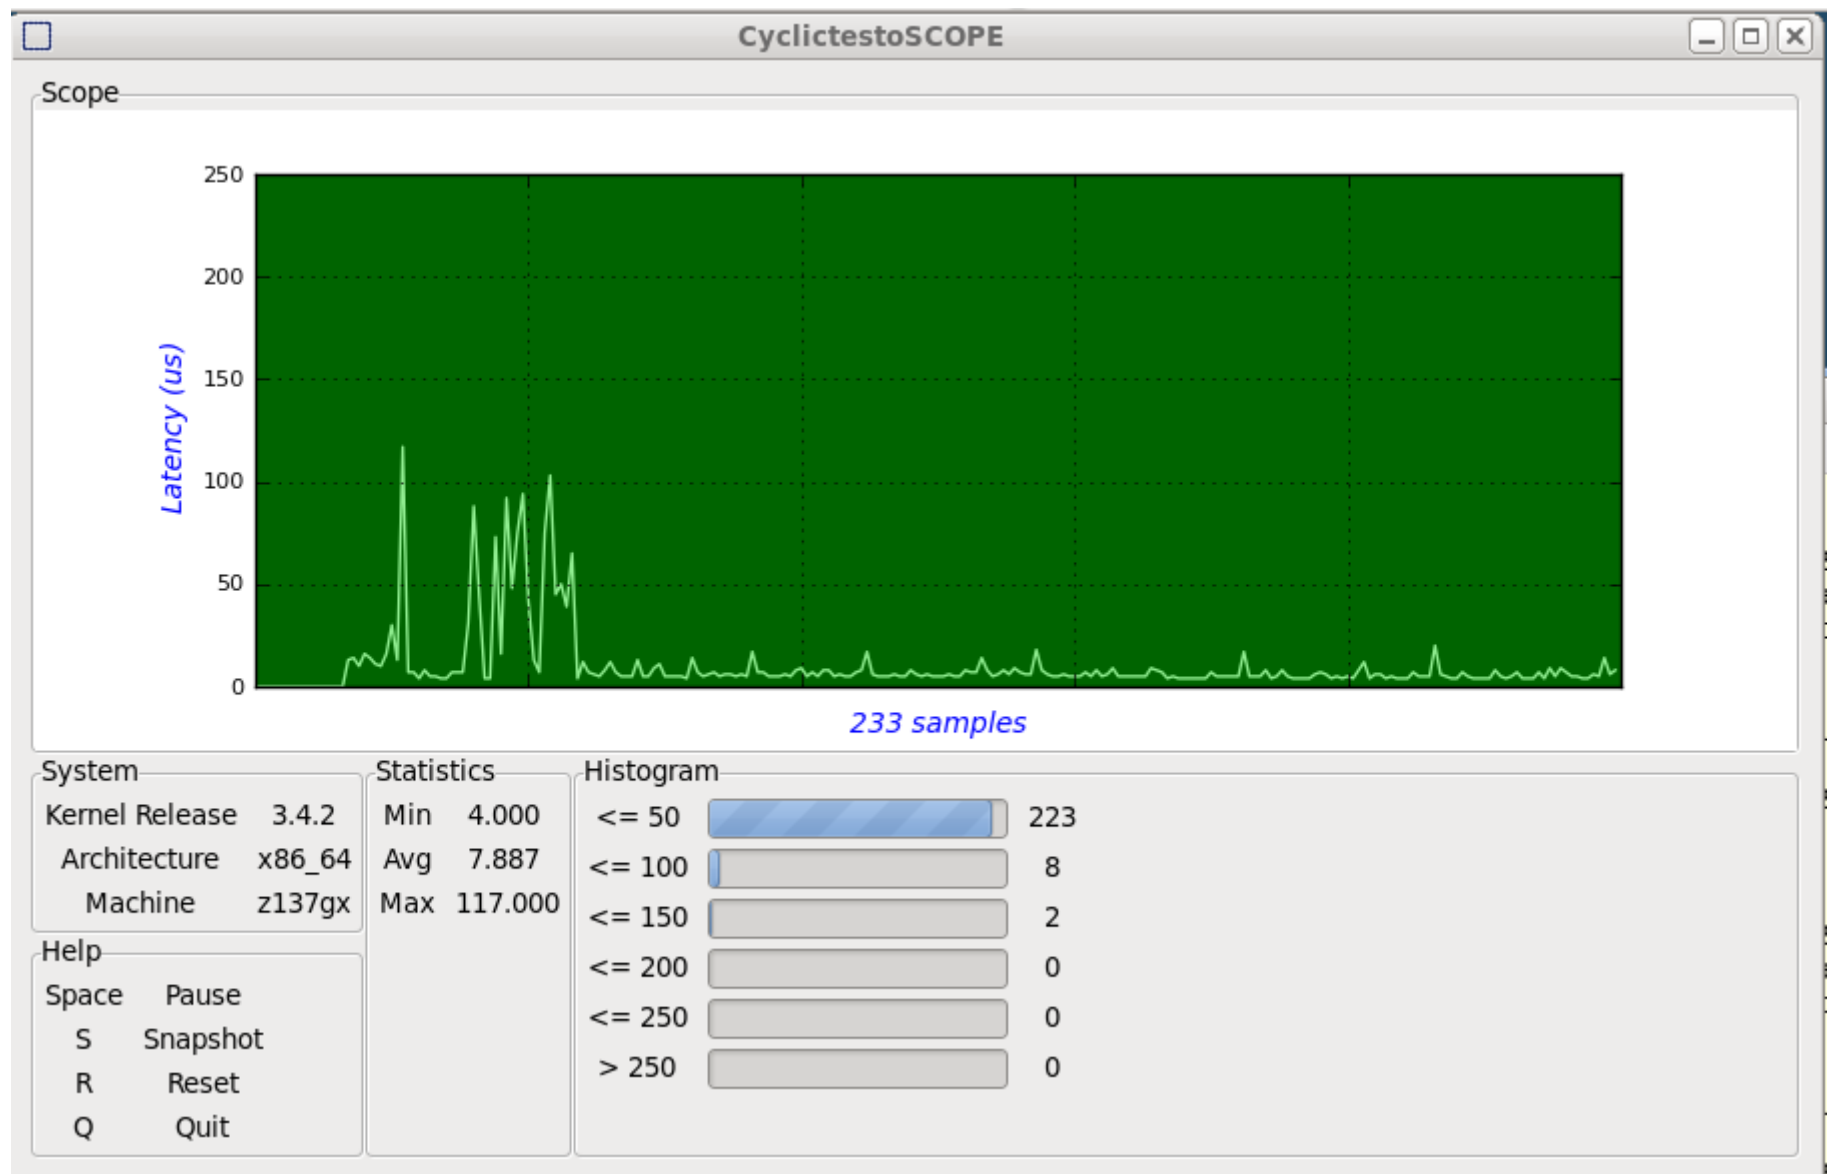 CyclictestoSCOPE
Scope
250
200
150
100
50
0
Latency (us)
233 samples
System
Kernel Release 3.4.2
Architecture x86_64
Machine z137gx
Help
Space Pause
S Snapshot
R Reset
Q Quit
Statistics
Min 4.000
Avg 7.887
Max 117.000
Histogram
<= 50 223
<= 100 8
<= 150 2
<= 200 0
<= 250 0
> 250 0